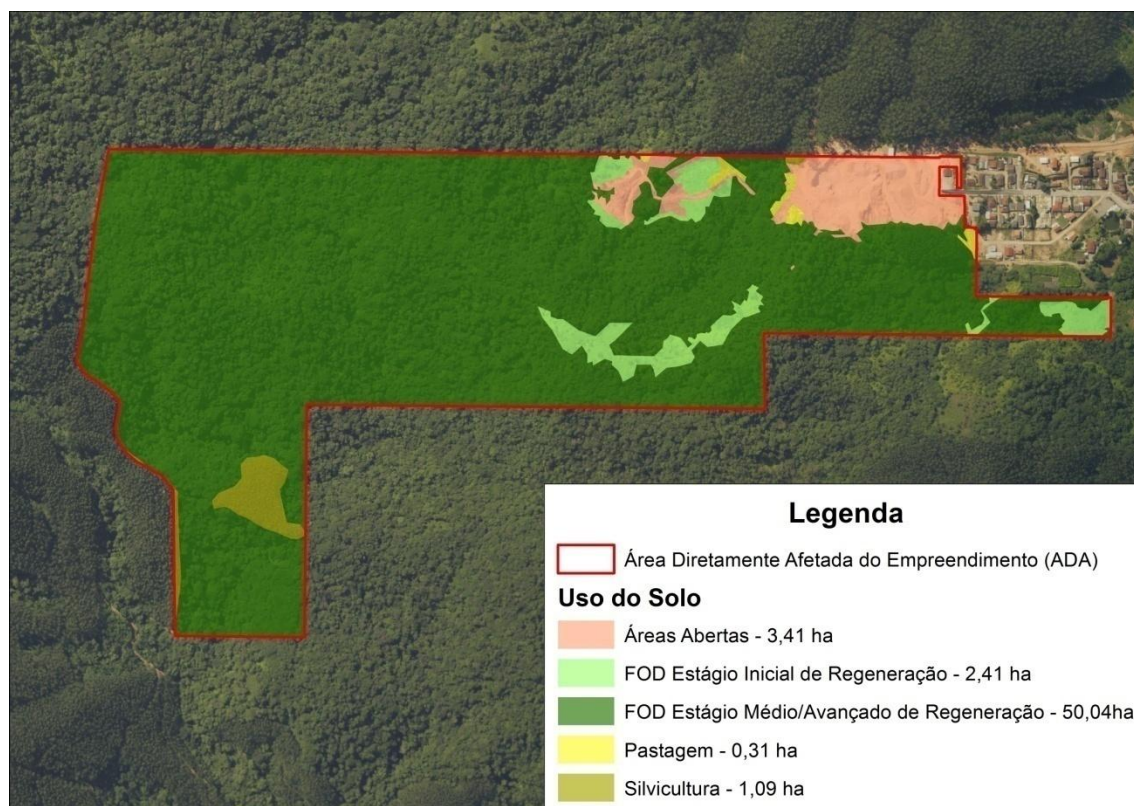 Legenda
Área Diretamente Afetada do Empreendimento (ADA)
Uso do Solo
Áreas Abertas - 3,41 ha
FOD Estágio Inicial de Regeneração - 2,41 ha
FOD Estágio Médio/Avançado de Regeneração - 50,04ha
Pastagem - 0,31 ha
Silvicultura - 1,09 ha